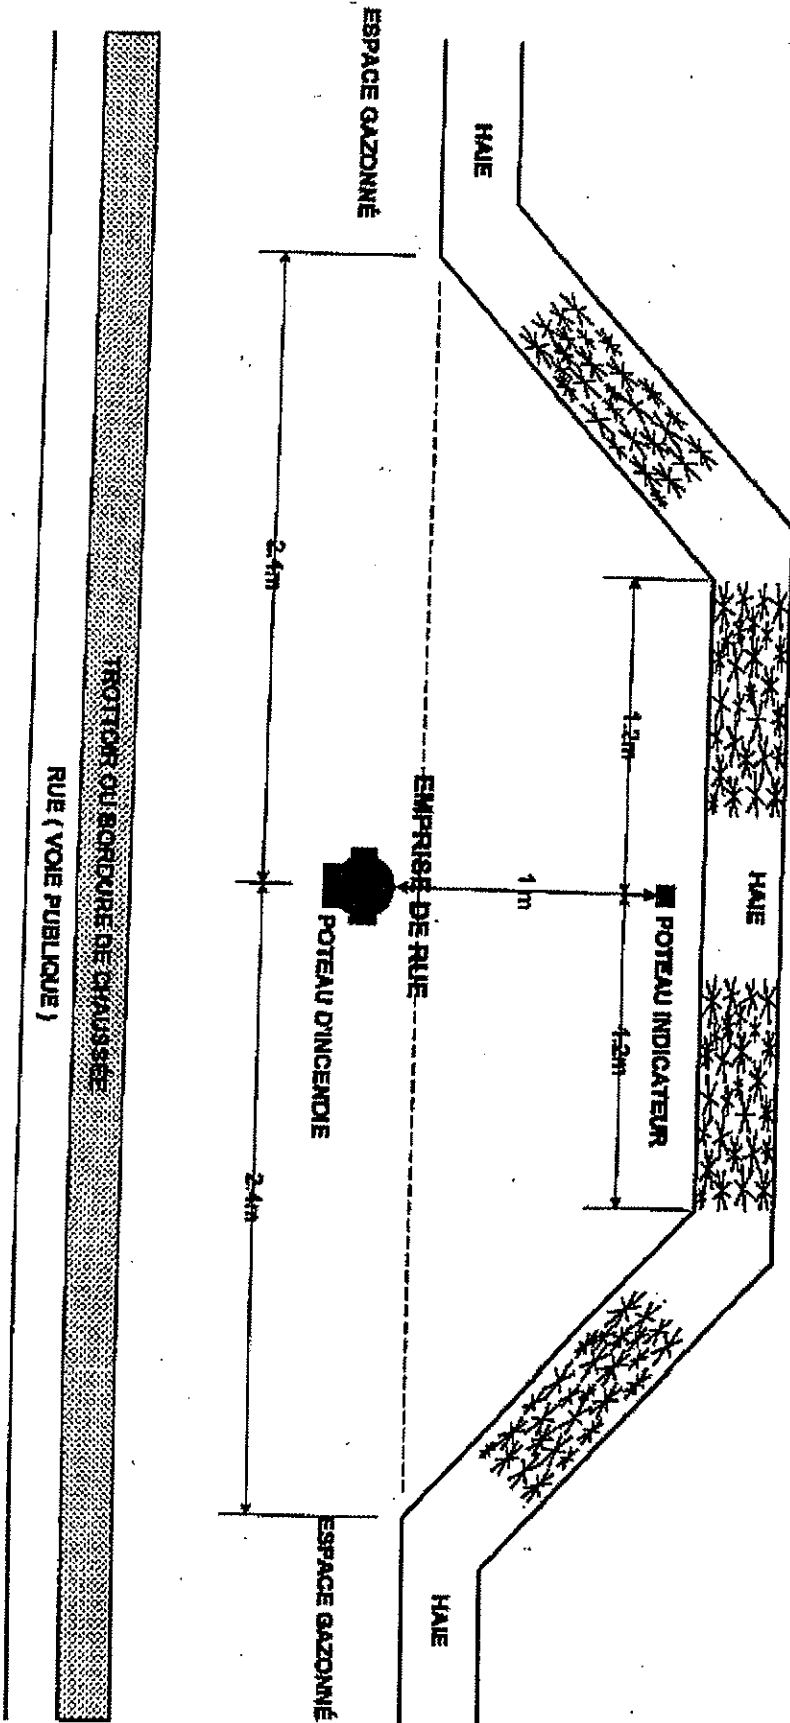 HAIE
HAIE
HAIE
ESPACE GAZONNÉ
ESPACE GAZONNÉ
1.2m
1.2m
POTEAU INDICATEUR
1 m
EMPRISE DE RUE
POTEAU D'INCENDIE
2.4m
2.4m
TROTTOIR OU BORDURE DE CHAUSSÉE
RUE ( VOIE PUBLIQUE )